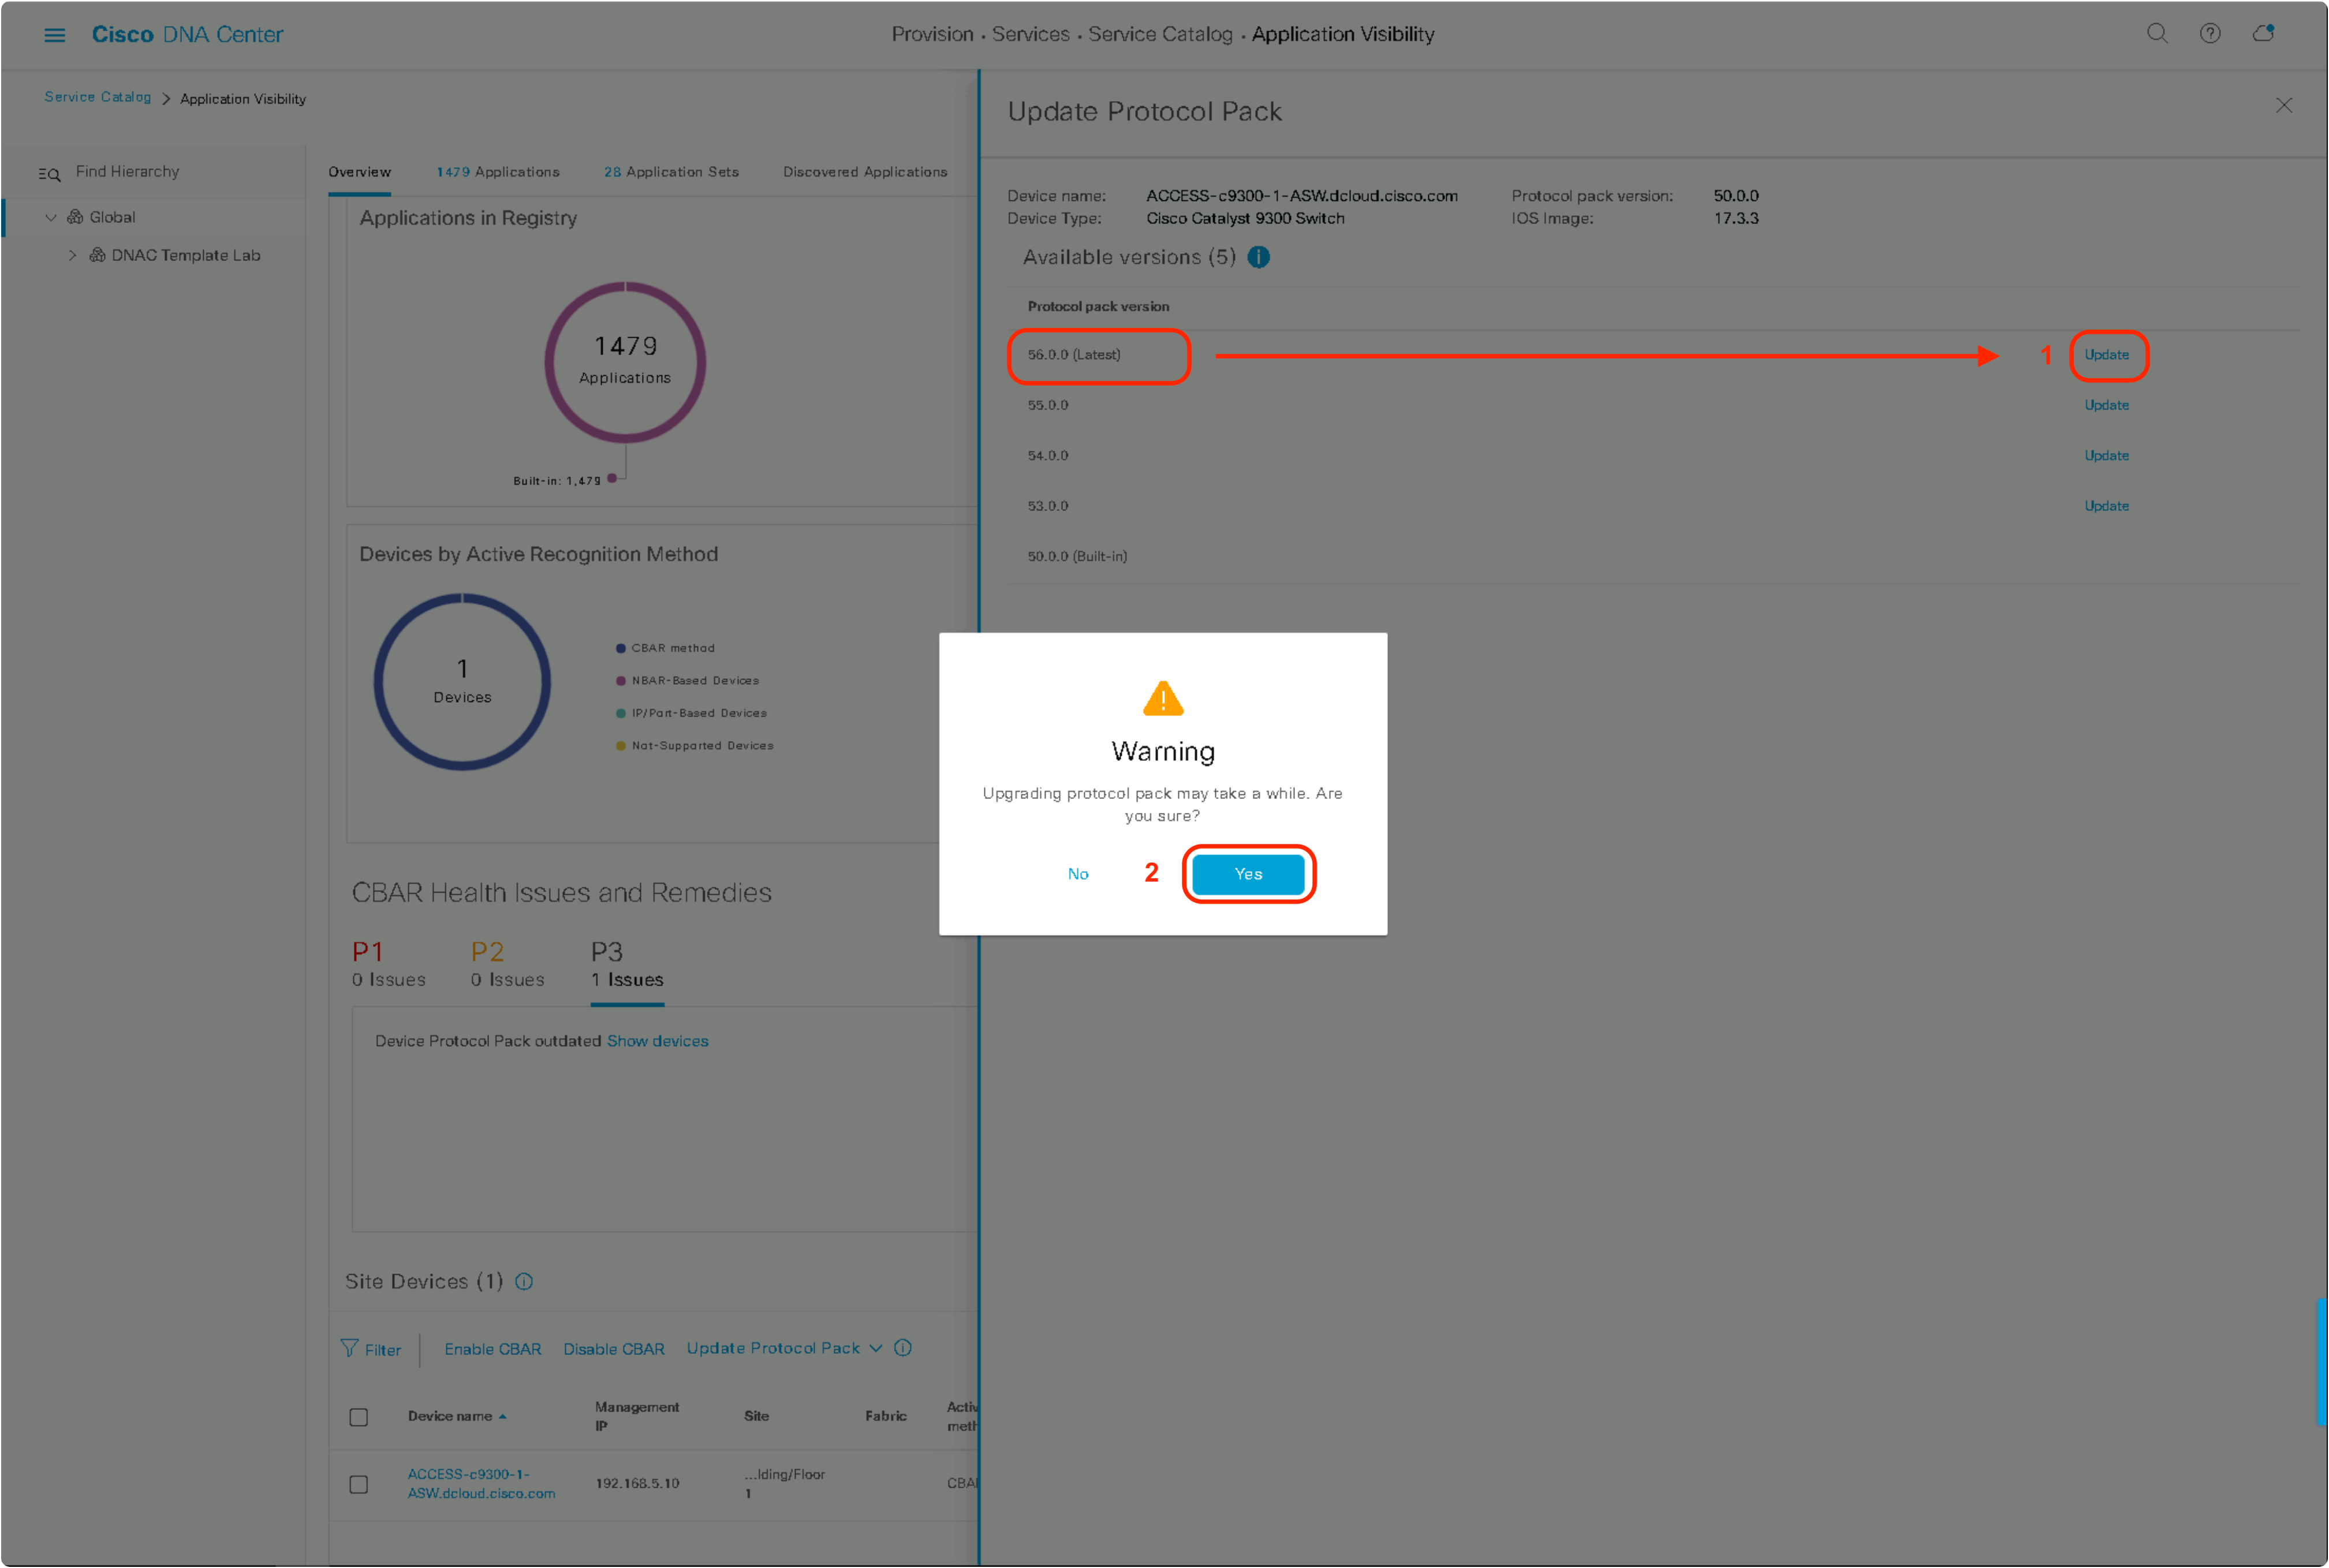 Cisco DNA Center
Provision · Services · Service Catalog · Application Visibility
Service Catalog > Application Visibility
Find Hierarchy
Global
DNAC Template Lab
Overview
1479 Applications
28 Application Sets
Discovered Applications
Applications in Registry
1479
Applications
Built-in: 1,479
Devices by Active Recognition Method
1
Devices
CBAR method
NBAR-Based Devices
IP/Port-Based Devices
Not-Supported Devices
CBAR Health Issues and Remedies
P1
0 Issues
P2
0 Issues
P3
1 Issues
Device Protocol Pack outdated Show devices
Site Devices (1)
Filter
Enable CBAR
Disable CBAR
Update Protocol Pack
Device name
Management
IP
Site
Fabric
Activ
meth
ACCESS-c9300-1-
ASW.dcloud.cisco.com
192.168.5.10
...lding/Floor
1
CBA
Update Protocol Pack
Device name: ACCESS-c9300-1-ASW.dcloud.cisco.com
Protocol pack version: 50.0.0
Device Type: Cisco Catalyst 9300 Switch
IOS Image: 17.3.3
Available versions (5)
Protocol pack version
56.0.0 (Latest)
1
Update
55.0.0
Update
54.0.0
Update
53.0.0
Update
50.0.0 (Built-in)
Warning
Upgrading protocol pack may take a while. Are
you sure?
No
2
Yes